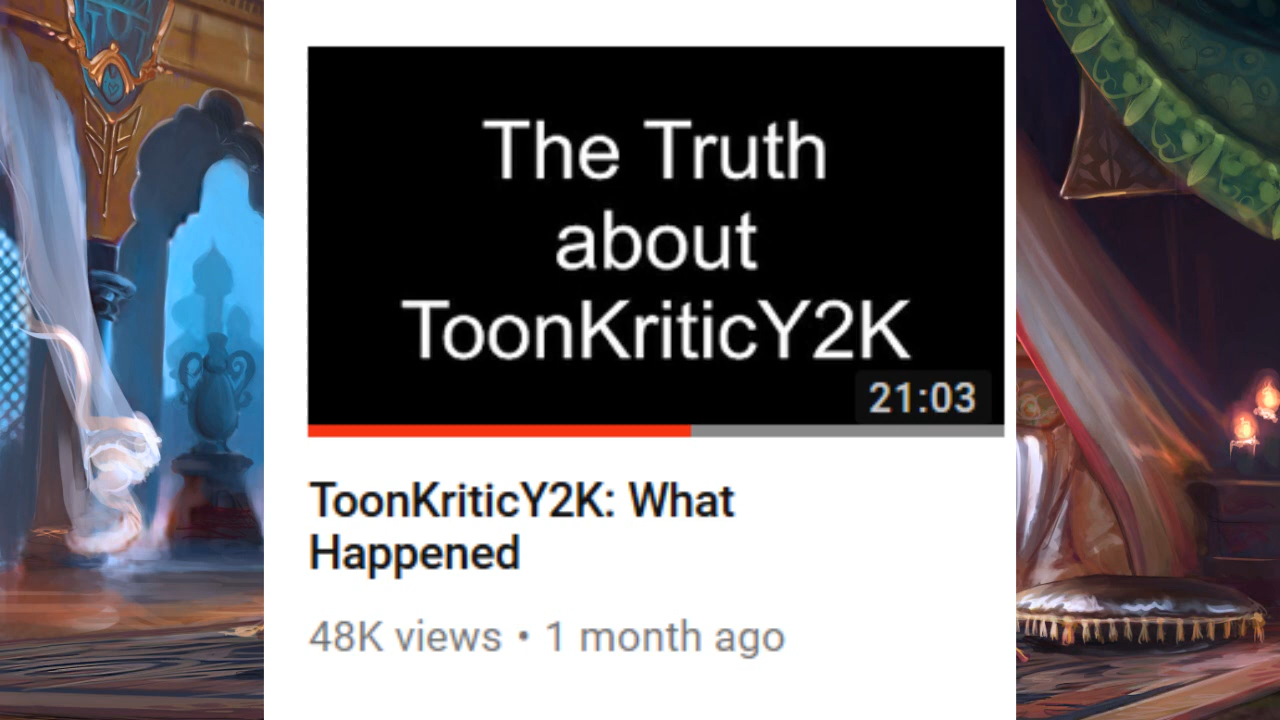 The Truth
about
ToonKriticY2K
21:03
ToonKriticY2K: What
Happened
48K views • 1 month ago